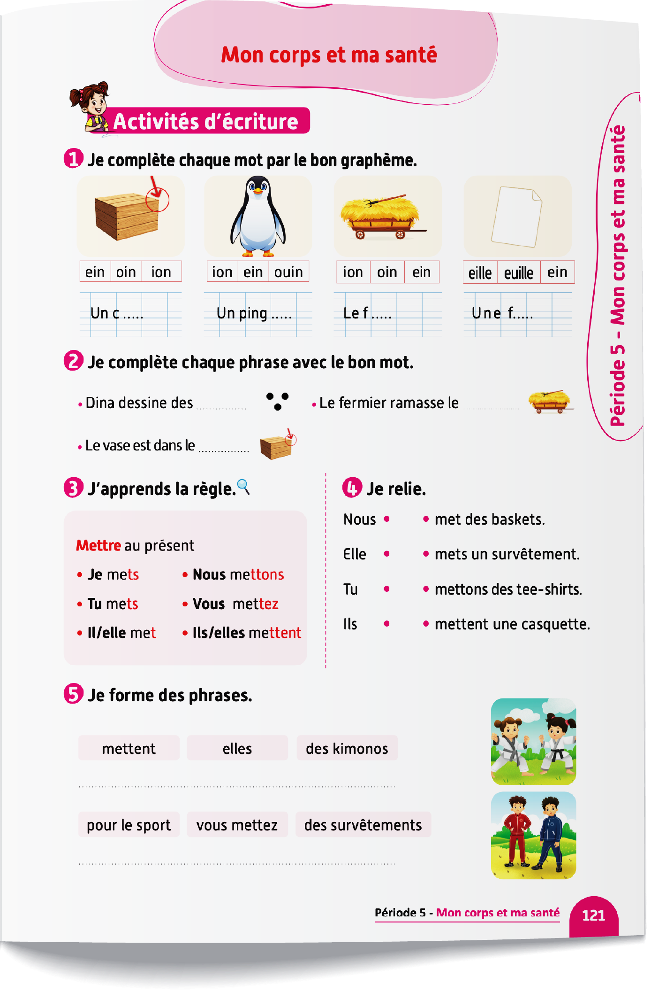 Mon corps et ma santé
Activités d'écriture
1 Je complète chaque mot par le bon graphème.
ein oin ion
ion ein ouin
ion oin ein
eille euille ein
Un c .....
Un ping .....
Le f .....
Une f.....
2 Je complète chaque phrase avec le bon mot.
• Dina dessine des ...............
• Le fermier ramasse le ...............
• Le vase est dans le ...............
3 J'apprends la règle.
Mettre au présent
• Je mets
• Nous mettons
• Tu mets
• Vous mettez
• Il/elle met
• Ils/elles mettent
4 Je relie.
Nous • • met des baskets.
Elle • • mets un survêtement.
Tu • • mettons des tee-shirts.
Ils • • mettent une casquette.
5 Je forme des phrases.
mettent elles des kimonos
pour le sport vous mettez des survêtements
Période 5 - Mon corps et ma santé
121
Période 5 - Mon corps et ma santé